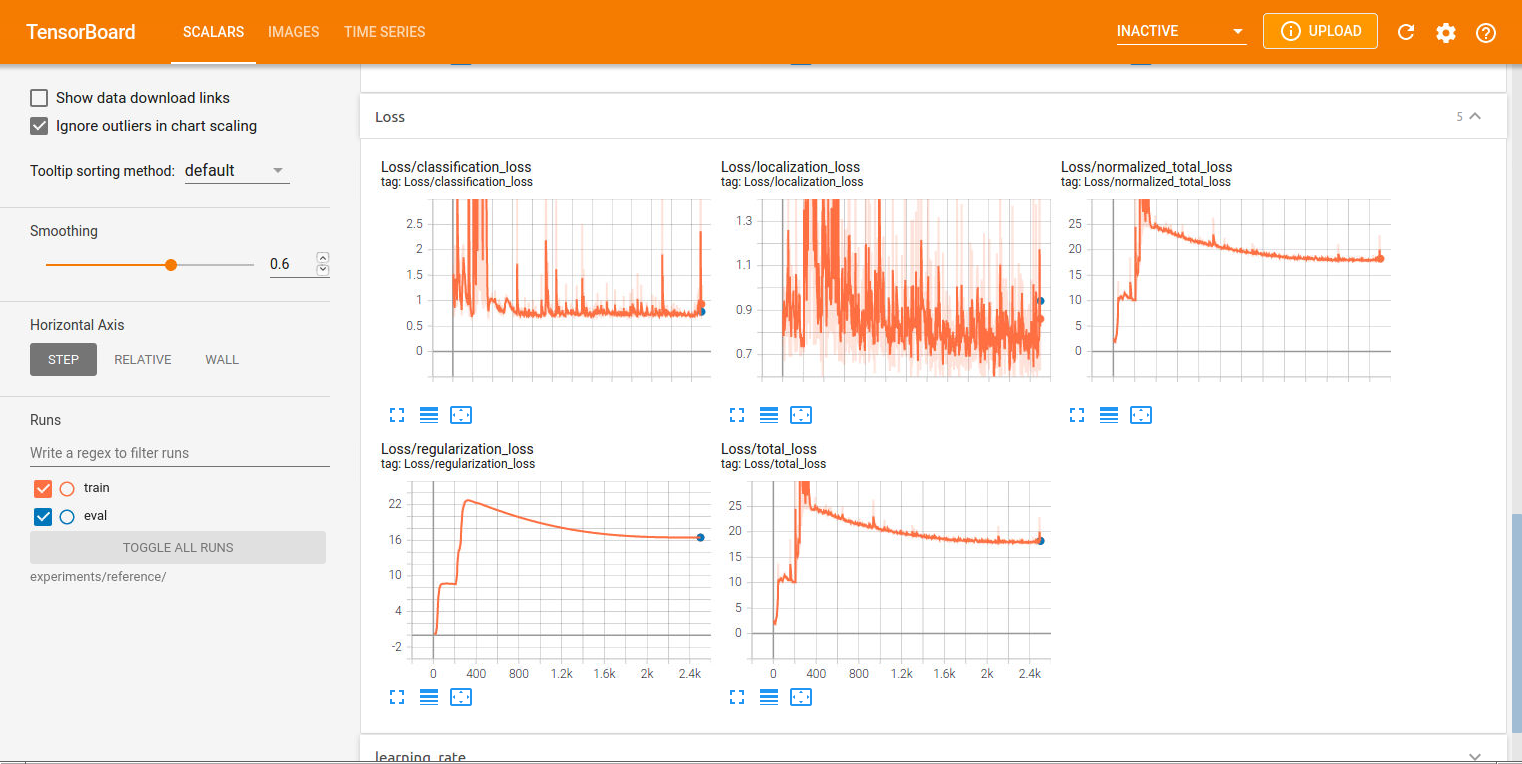 TensorBoard SCALARS IMAGES TIME SERIES INACTIVE UPLOAD
Show data download links
Ignore outliers in chart scaling
Tooltip sorting method: default
Smoothing
0.6
Horizontal Axis
STEP RELATIVE WALL
Runs
Write a regex to filter runs
train
eval
TOGGLE ALL RUNS
experiments/reference/
Loss 5
Loss/classification_loss
tag: Loss/classification_loss
2.5
2
1.5
1
0.5
0
Loss/localization_loss
tag: Loss/localization_loss
1.3
1.1
0.9
0.7
Loss/normalized_total_loss
tag: Loss/normalized_total_loss
25
20
15
10
5
0
Loss/regularization_loss
tag: Loss/regularization_loss
22
16
10
4
-2
0 400 800 1.2k 1.6k 2k 2.4k
Loss/total_loss
tag: Loss/total_loss
25
20
15
10
5
0
0 400 800 1.2k 1.6k 2k 2.4k
learning_rate